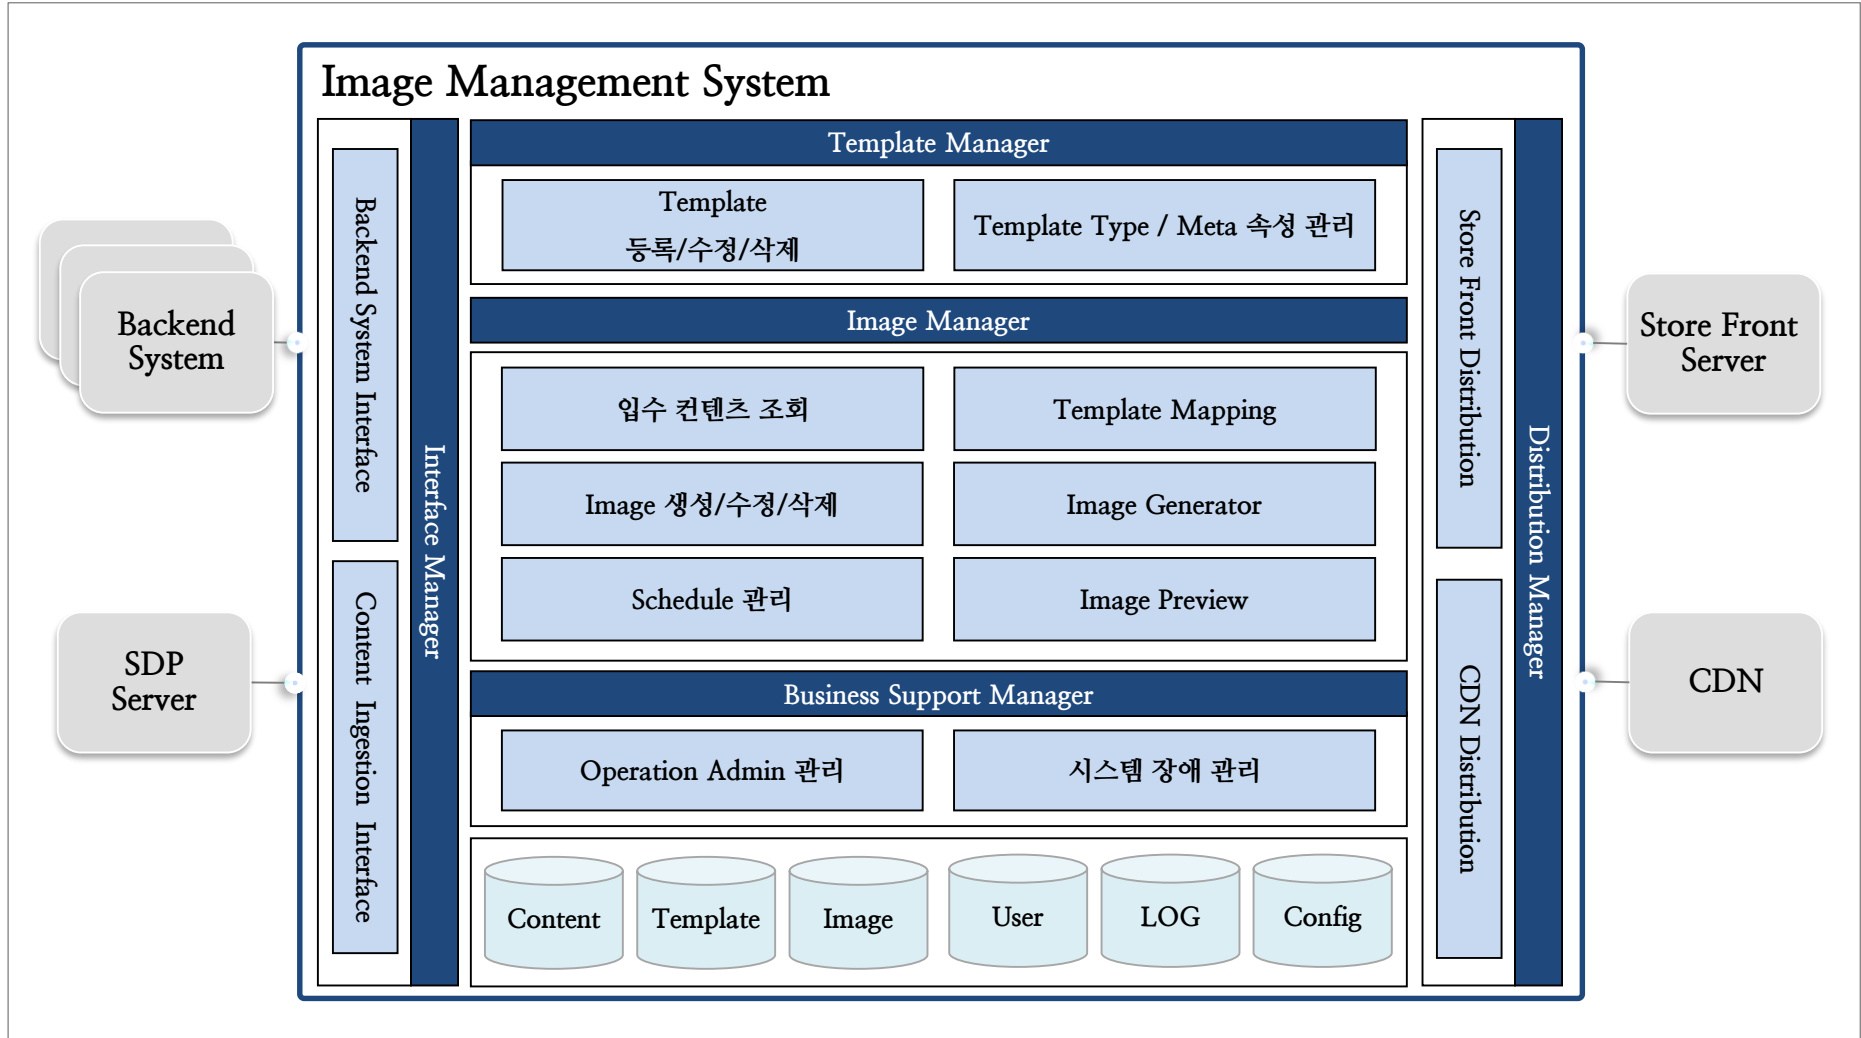 Image Management System
Backend
System
SDP
Server
Backend System Interface
Content Ingestion Interface
Interface Manager
Template Manager
Template
등록/수정/삭제
Template Type / Meta 속성 관리
Image Manager
입수 컨텐츠 조회
Template Mapping
Image 생성/수정/삭제
Image Generator
Schedule 관리
Image Preview
Business Support Manager
Operation Admin 관리
시스템 장애 관리
Content
Template
Image
User
LOG
Config
Store Front Distribution
CDN Distribution
Distribution Manager
Store Front
Server
CDN